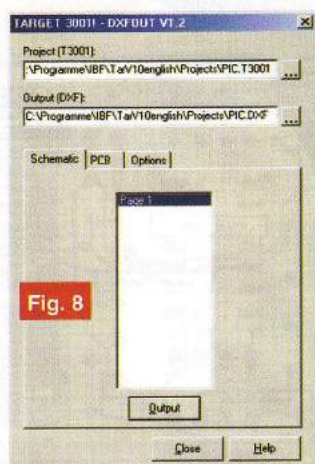 TARGET 3001! - DXFOUT V1.2
Project (T3001):
:\Programme\IBF\TarV10english\Projects\PIC.T3001
...
Output (DXF):
C:\Programme\IBF\TarV10english\Projects\PIC.DXF
...
Schematic PCB Options
Page 1
Fig. 8
Output
Close Help